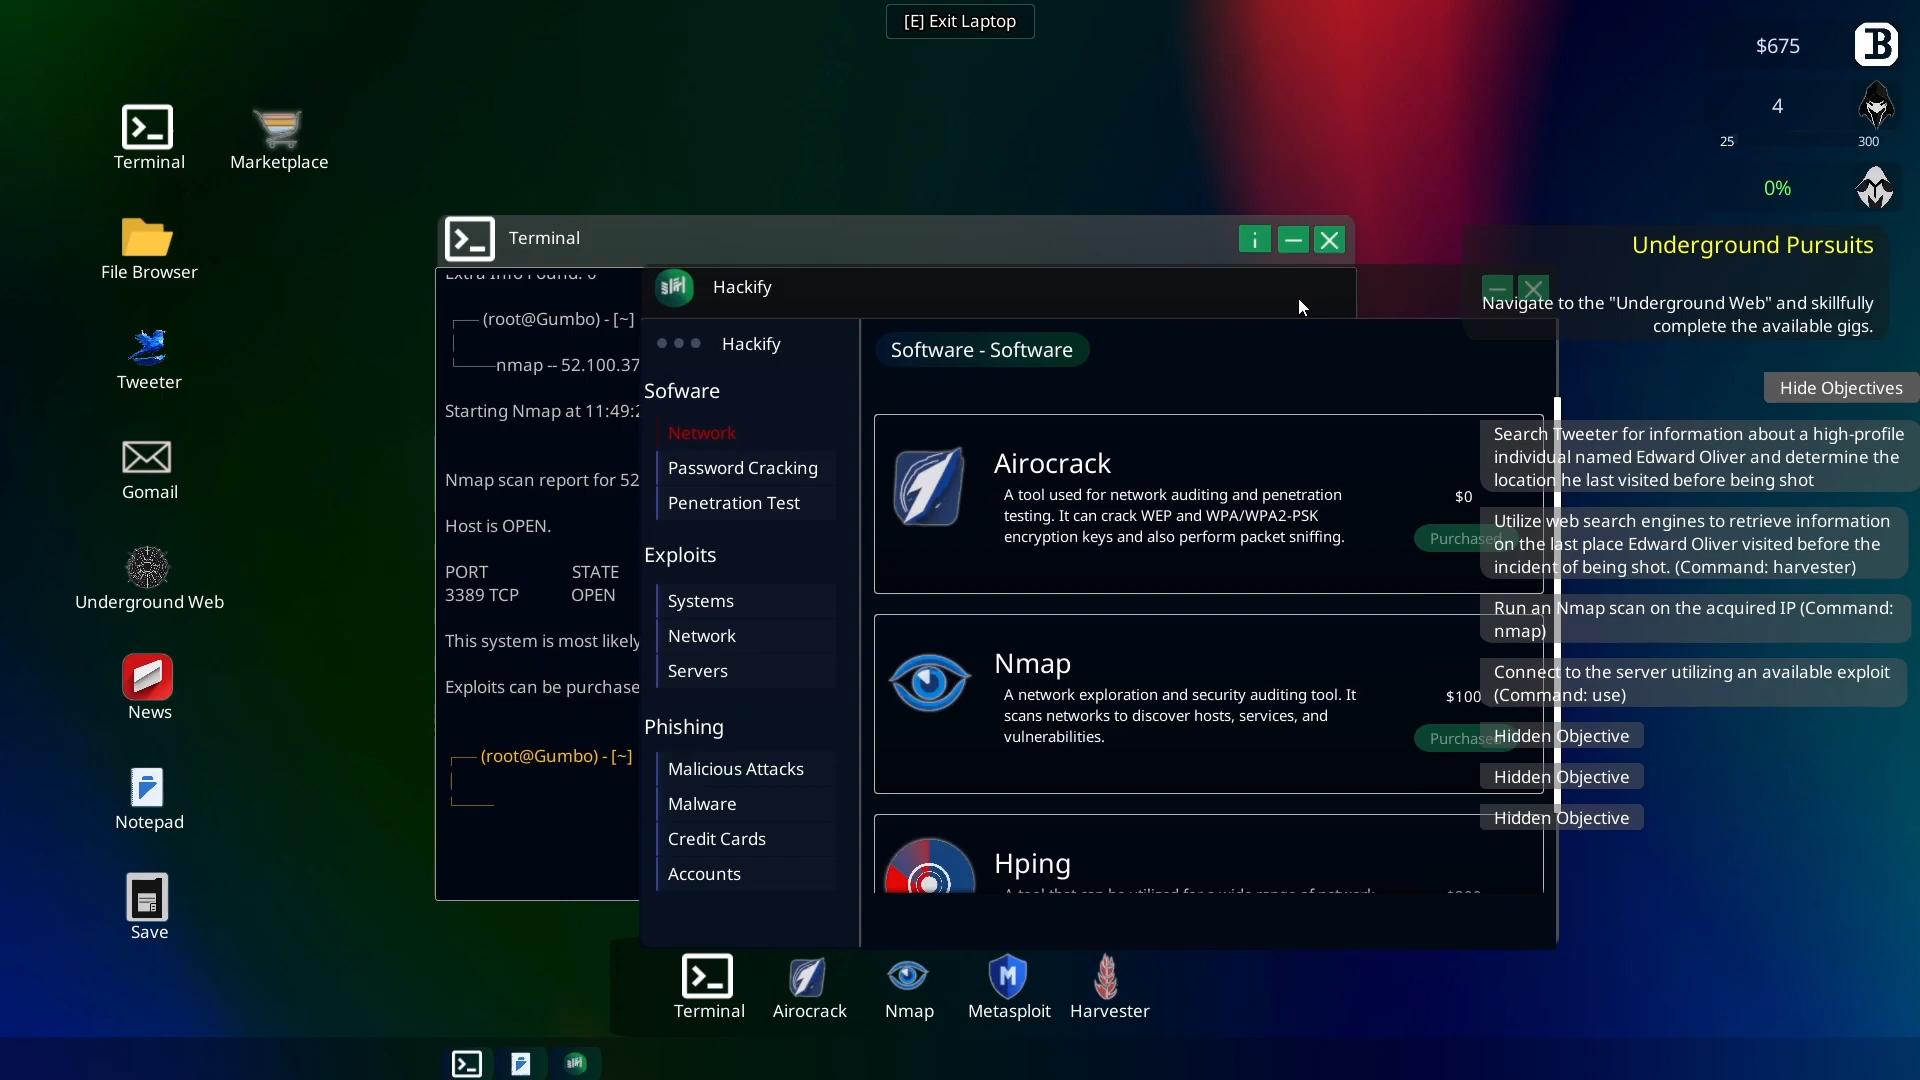 [E] Exit Laptop
$675
4
25
300
0%
Terminal
Marketplace
File Browser
Tweeter
Gomail
Underground Web
News
Notepad
Save
Terminal
(root@Gumbo) - [~]
nmap -- 52.100.37
Starting Nmap at 11:49:2
Nmap scan report for 52
Host is OPEN.
PORT STATE
3389 TCP OPEN
This system is most likely
Exploits can be purchase
(root@Gumbo) - [~]
Hackify
Hackify
Sofware
Network
Password Cracking
Penetration Test
Exploits
Systems
Network
Servers
Phishing
Malicious Attacks
Malware
Credit Cards
Accounts
Software - Software
Airocrack
A tool used for network auditing and penetration
testing. It can crack WEP and WPA/WPA2-PSK
encryption keys and also perform packet sniffing.
$0
Purchased
Nmap
A network exploration and security auditing tool. It
scans networks to discover hosts, services, and
vulnerabilities.
$100
Purchased
Hping
Underground Pursuits
Navigate to the "Underground Web" and skillfully
complete the available gigs.
Hide Objectives
Search Tweeter for information about a high-profile
individual named Edward Oliver and determine the
location he last visited before being shot
Utilize web search engines to retrieve information
on the last place Edward Oliver visited before the
incident of being shot. (Command: harvester)
Run an Nmap scan on the acquired IP (Command:
nmap)
Connect to the server utilizing an available exploit
(Command: use)
Hidden Objective
Hidden Objective
Hidden Objective
Terminal
Airocrack
Nmap
Metasploit
Harvester